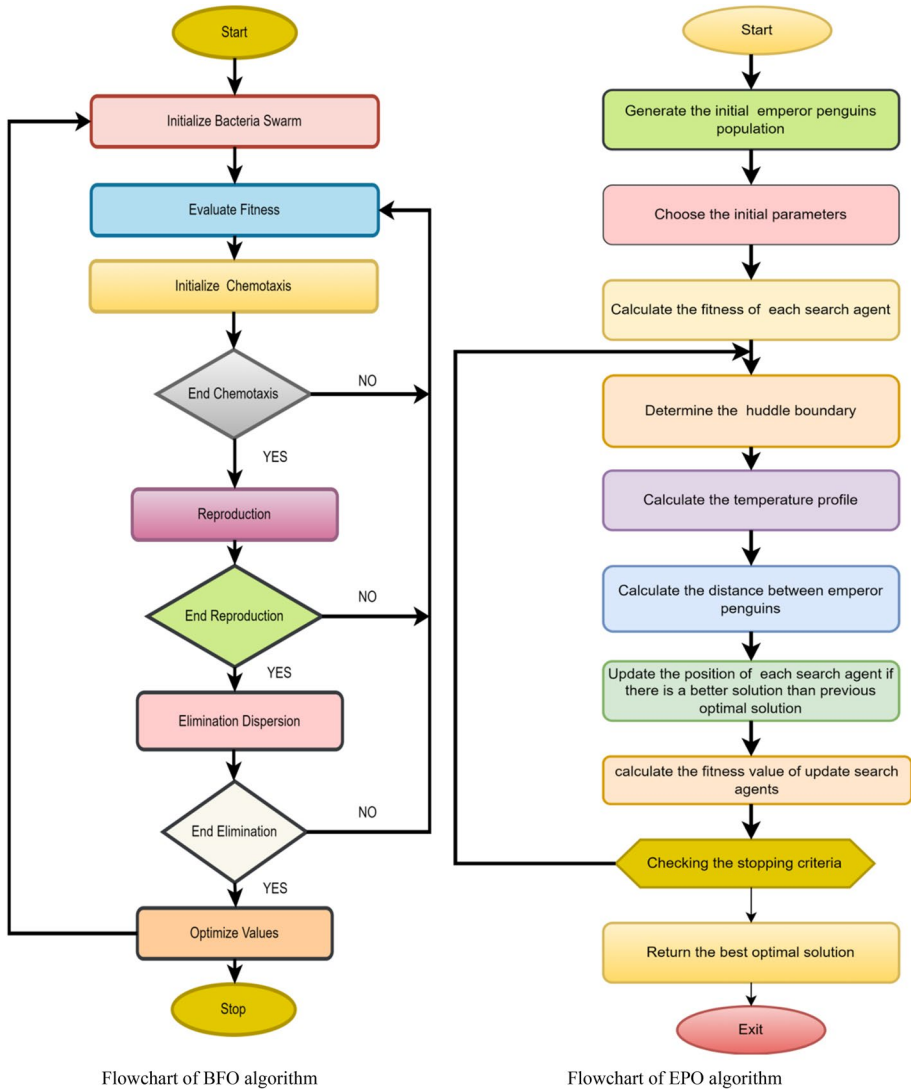 Start
Initialize Bacteria Swarm
Evaluate Fitness
Initialize Chemotaxis
End Chemotaxis
NO
YES
Reproduction
End Reproduction
NO
YES
Elimination Dispersion
End Elimination
NO
YES
Optimize Values
Stop
Flowchart of BFO algorithm
Start
Generate the initial emperor penguins
population
Choose the initial parameters
Calculate the fitness of each search agent
Determine the huddle boundary
Calculate the temperature profile
Calculate the distance between emperor
penguins
Update the position of each search agent if
there is a better solution than previous
optimal solution
calculate the fitness value of update search
agents
Checking the stopping criteria
Return the best optimal solution
Exit
Flowchart of EPO algorithm